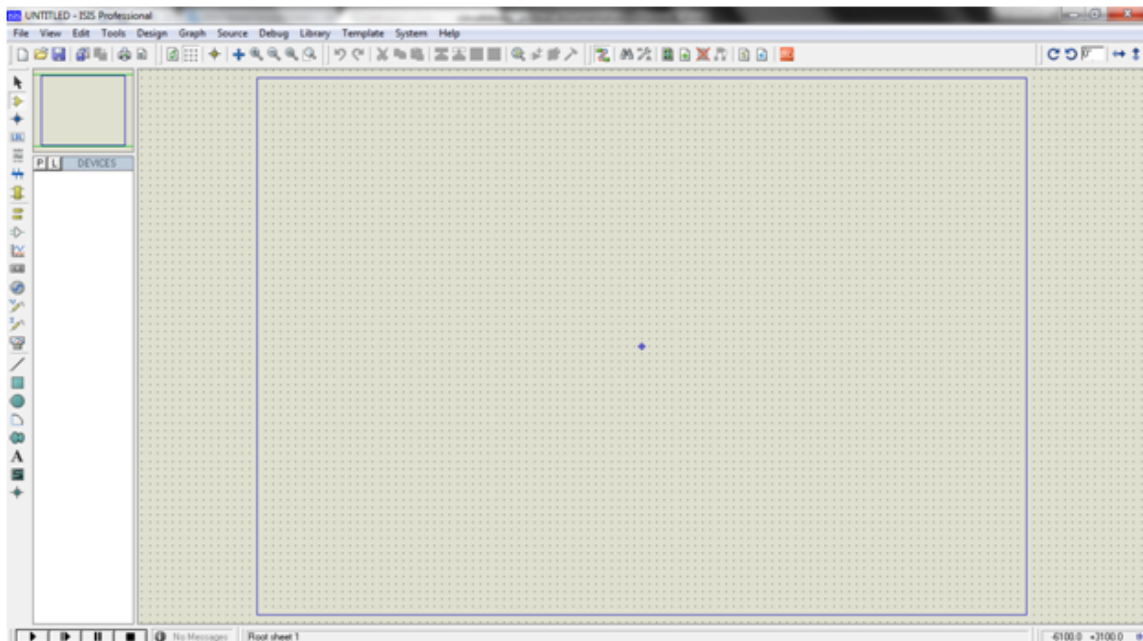 ISIS UNTITLED - ISIS Professional
File View Edit Tools Design Graph Source Debug Library Template System Help
P L DEVICES
A
No Messages Root sheet 1 -6100.0 +3100.0